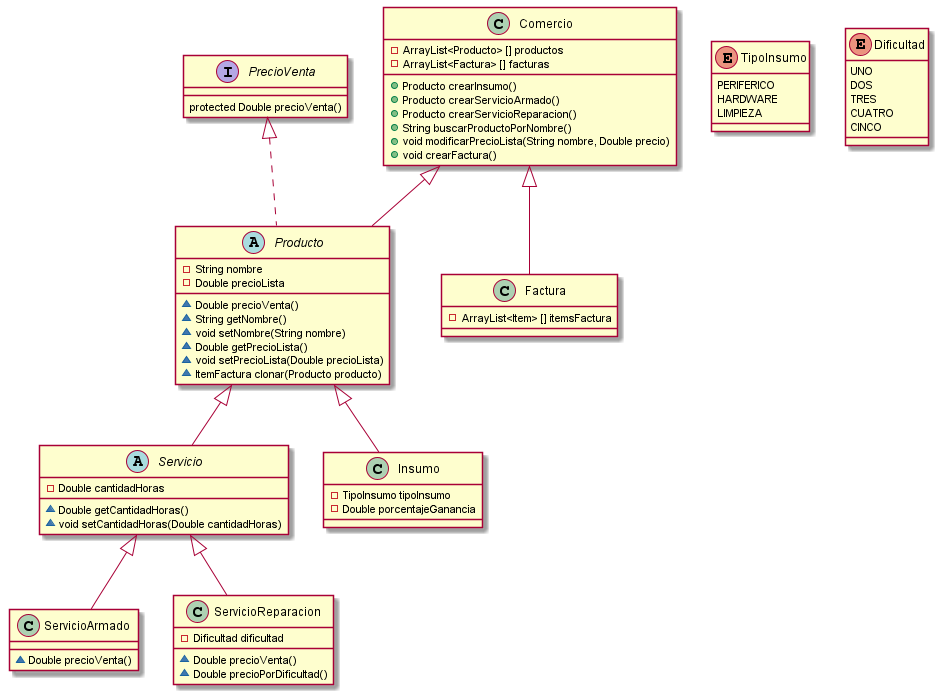 I PrecioVenta
protected Double precioVenta()
C Comercio
ArrayList<Producto> [] productos
ArrayList<Factura> [] facturas
Producto crearInsumo()
Producto crearServicioArmado()
Producto crearServicioReparacion()
String buscarProductoPorNombre()
void modificarPrecioLista(String nombre, Double precio)
void crearFactura()
E TipoInsumo
PERIFERICO
HARDWARE
LIMPIEZA
E Dificultad
UNO
DOS
TRES
CUATRO
CINCO
A Producto
String nombre
Double precioLista
Double precioVenta()
String getNombre()
void setNombre(String nombre)
Double getPrecioLista()
void setPrecioLista(Double precioLista)
ItemFactura clonar(Producto producto)
C Factura
ArrayList<Item> [] itemsFactura
A Servicio
Double cantidadHoras
Double getCantidadHoras()
void setCantidadHoras(Double cantidadHoras)
C Insumo
TipoInsumo tipoInsumo
Double porcentajeGanancia
C ServicioArmado
Double precioVenta()
C ServicioReparacion
Dificultad dificultad
Double precioVenta()
Double precioPorDificultad()